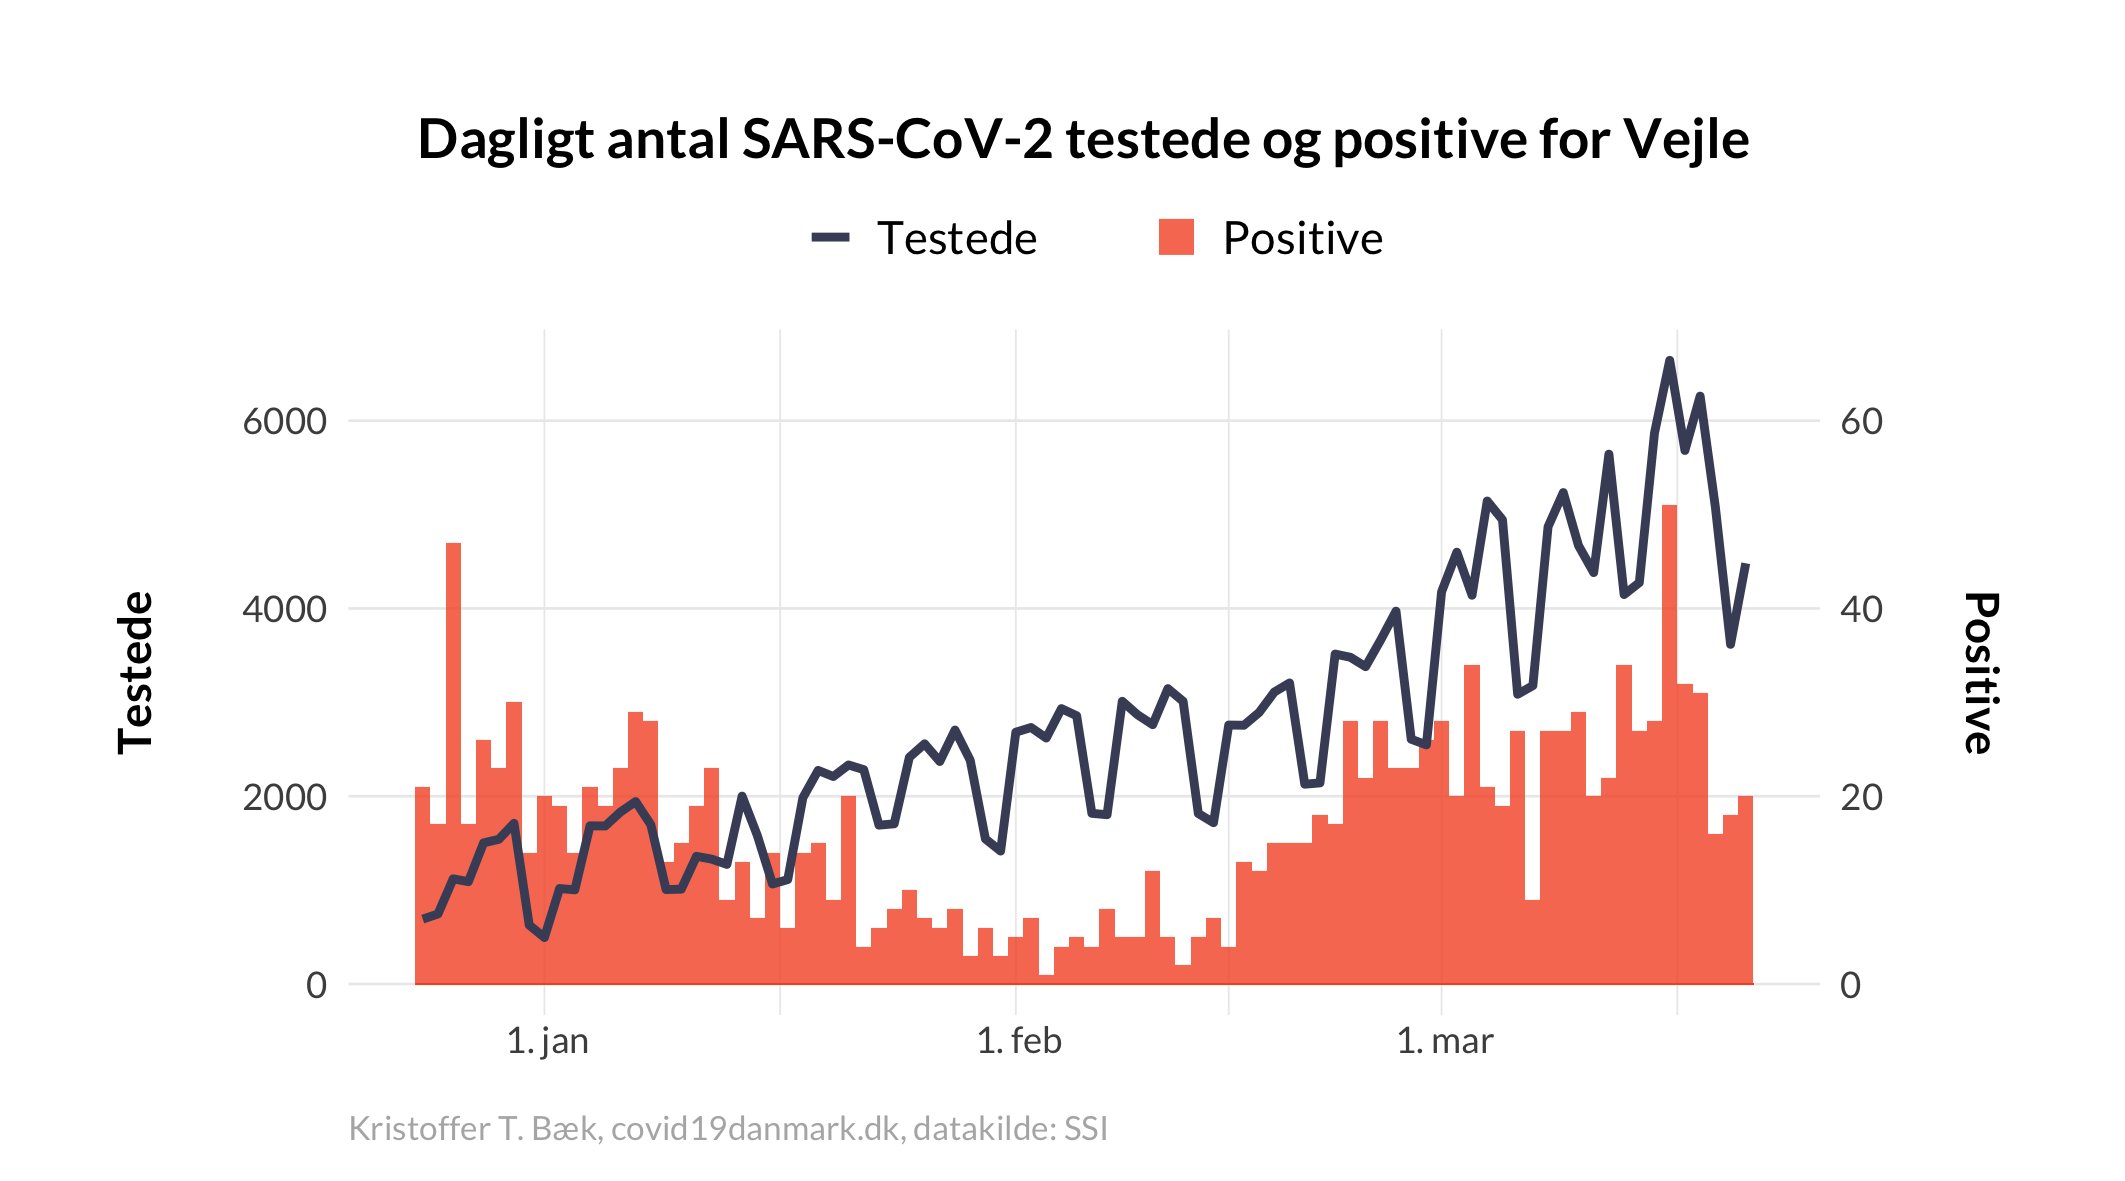 Dagligt antal SARS-CoV-2 testede og positive for Vejle
Testede
Positive
Testede
6000
4000
2000
0
60
40
20
0
Positive
1. jan
1. feb
1. mar
Kristoffer T. Bæk, covid19danmark.dk, datakilde: SSI